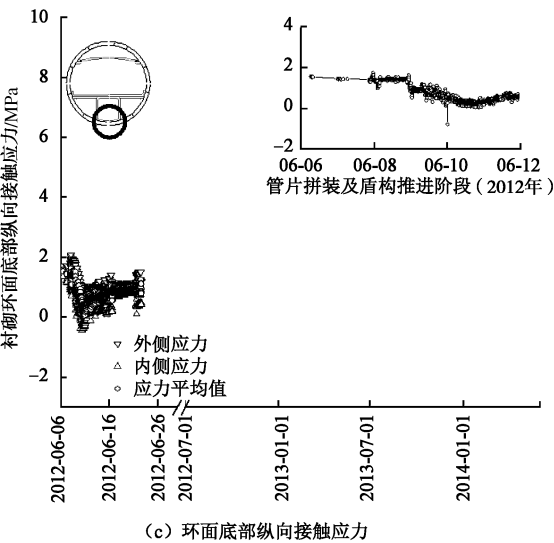 衬砌环面底部纵向接触应力/MPa
10
8
6
4
2
0
−2
4
2
0
−2
06-06 06-08 06-10 06-12
管片拼装及盾构推进阶段（2012年）
▽ 外侧应力
△ 内侧应力
○ 应力平均值
2012-06-06
2012-06-16
2012-06-26
2012-07-01
2013-01-01
2013-07-01
2014-01-01
（c）环面底部纵向接触应力